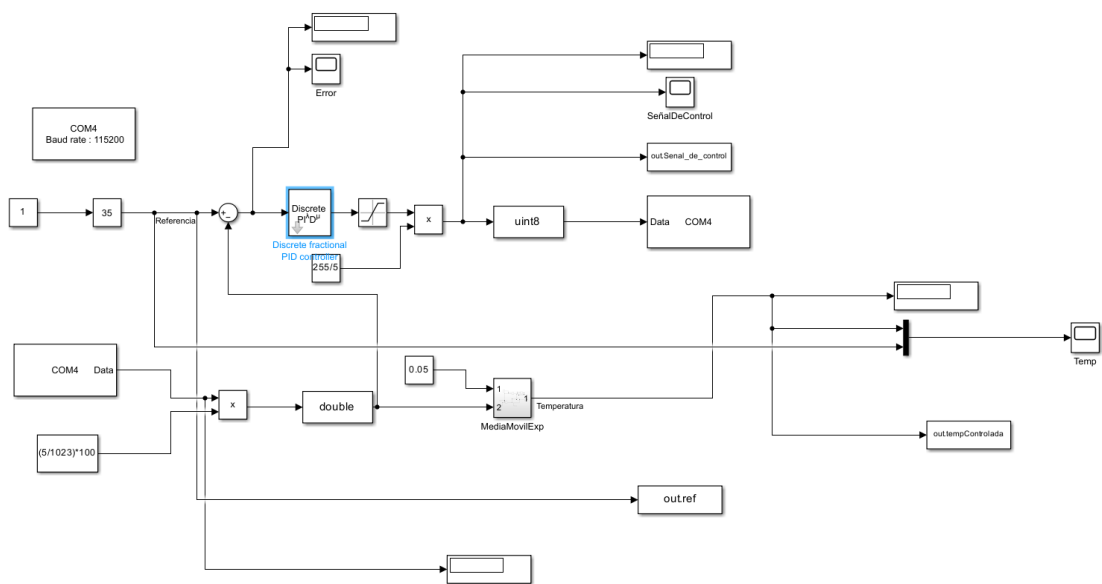 Error
SeñalDeControl
COM4
Baud rate : 115200
out.Senal_de_control
1
35
Referencia
+
−
Discrete
PIλDμ
Discrete fractional
PID controller
255/5
x
uint8
Data
COM4
Temp
COM4
Data
(5/1023)*100
x
double
0.05
1
2
1
MediaMovilExp
Temperatura
out.tempControlada
out.ref